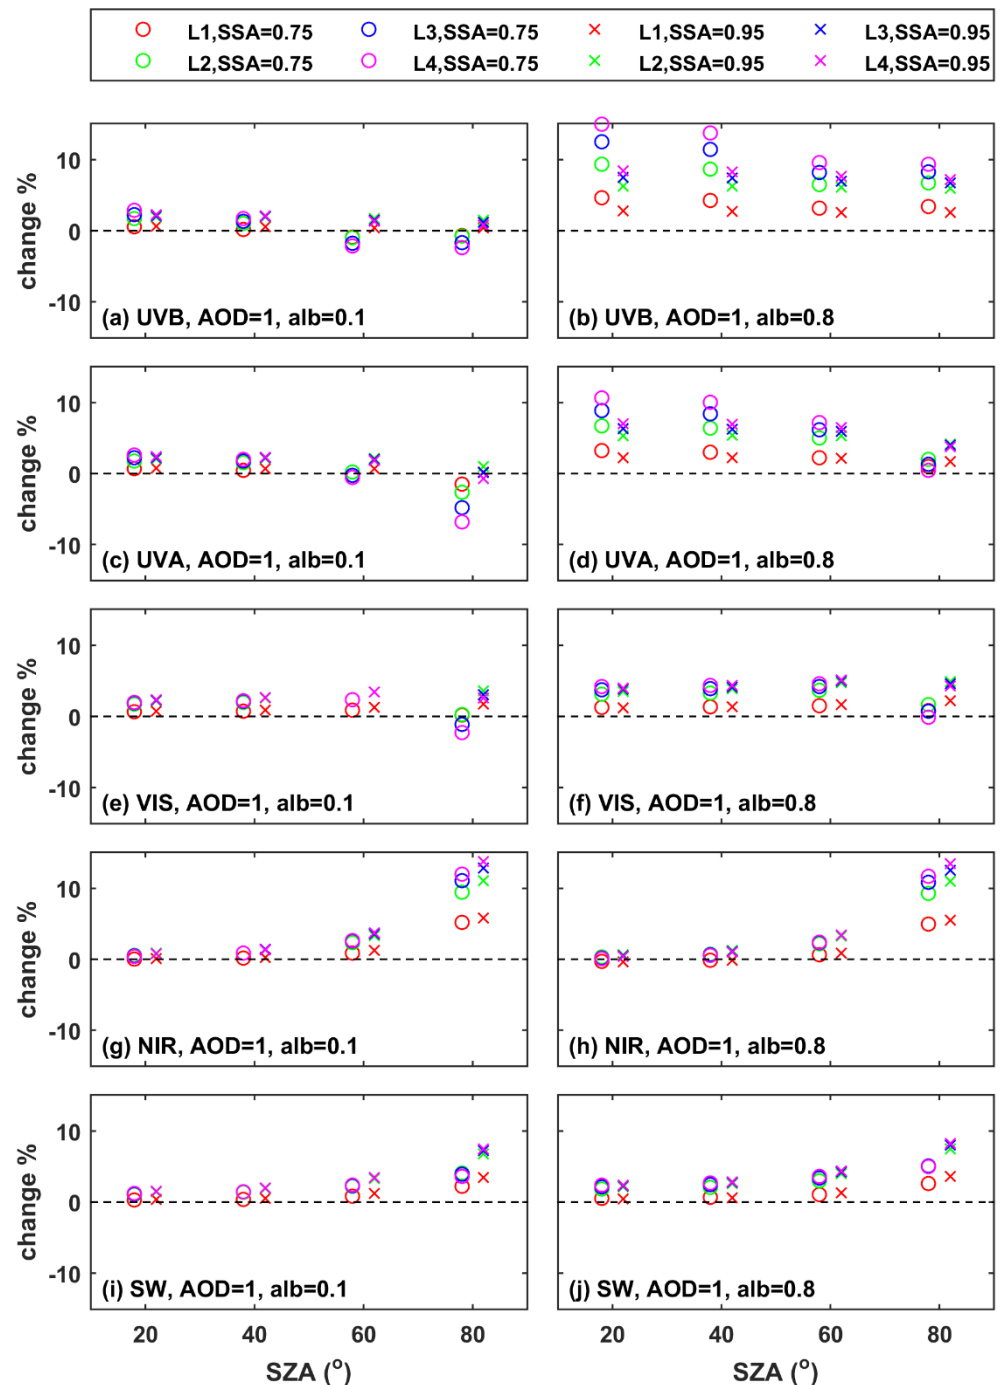 L1,SSA=0.75 L3,SSA=0.75 L1,SSA=0.95 L3,SSA=0.95
L2,SSA=0.75 L4,SSA=0.75 L2,SSA=0.95 L4,SSA=0.95
change %
10
0
-10
(a) UVB, AOD=1, alb=0.1
(b) UVB, AOD=1, alb=0.8
change %
10
0
-10
(c) UVA, AOD=1, alb=0.1
(d) UVA, AOD=1, alb=0.8
change %
10
0
-10
(e) VIS, AOD=1, alb=0.1
(f) VIS, AOD=1, alb=0.8
change %
10
0
-10
(g) NIR, AOD=1, alb=0.1
(h) NIR, AOD=1, alb=0.8
change %
10
0
-10
(i) SW, AOD=1, alb=0.1
(j) SW, AOD=1, alb=0.8
20 40 60 80 20 40 60 80
SZA (o) SZA (o)